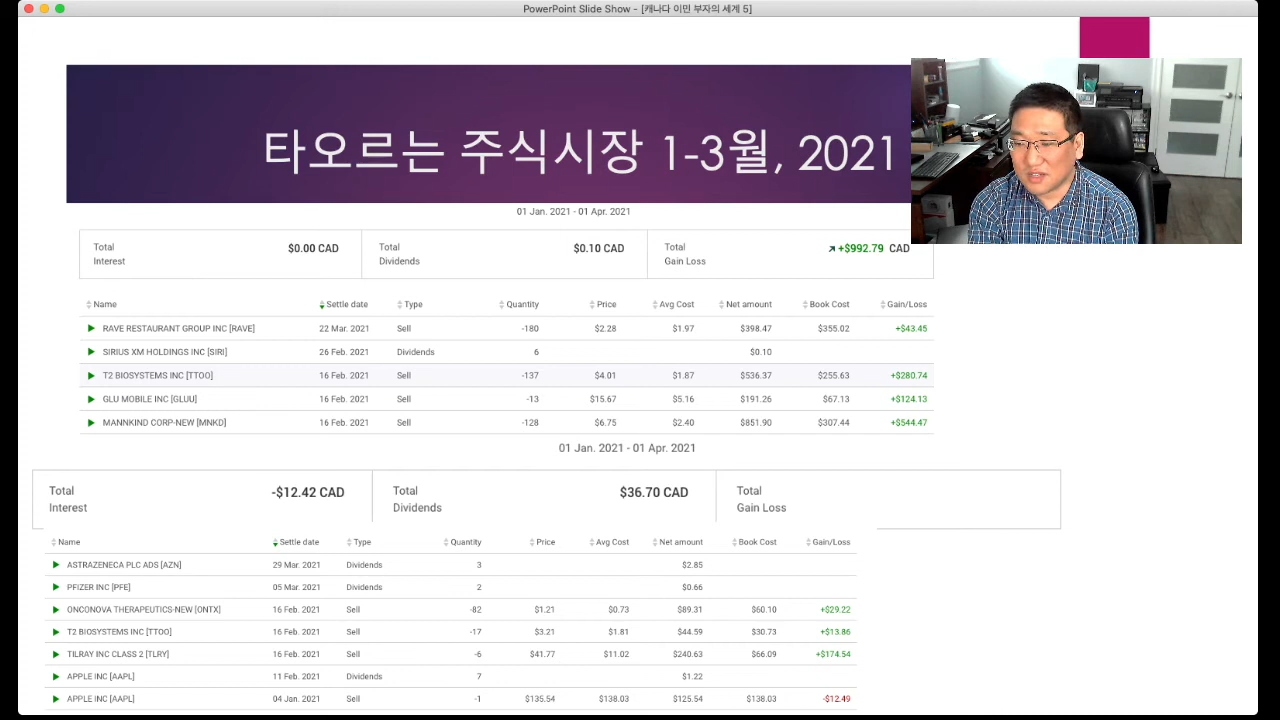 PowerPoint Slide Show - [캐나다 이민 부자의 세계 5]
타오르는 주식시장 1-3월, 2021
01 Jan. 2021 - 01 Apr. 2021
Total Interest $0.00 CAD Total Dividends $0.10 CAD Total Gain Loss +$992.79 CAD
Name Settle date Type Quantity Price Avg Cost Net amount Book Cost Gain/Loss
RAVE RESTAURANT GROUP INC [RAVE] 22 Mar. 2021 Sell -180 $2.28 $1.97 $398.47 $355.02 +$43.45
SIRIUS XM HOLDINGS INC [SIRI] 26 Feb. 2021 Dividends 6 $0.10
T2 BIOSYSTEMS INC [TTOO] 16 Feb. 2021 Sell -137 $4.01 $1.87 $536.37 $255.63 +$280.74
GLU MOBILE INC [GLUU] 16 Feb. 2021 Sell -13 $15.67 $5.16 $191.26 $67.13 +$124.13
MANNKIND CORP-NEW [MNKD] 16 Feb. 2021 Sell -128 $6.75 $2.40 $851.90 $307.44 +$544.47
01 Jan. 2021 - 01 Apr. 2021
Total Interest -$12.42 CAD Total Dividends $36.70 CAD Total Gain Loss
Name Settle date Type Quantity Price Avg Cost Net amount Book Cost Gain/Loss
ASTRAZENECA PLC ADS [AZN] 29 Mar. 2021 Dividends 3 $2.85
PFIZER INC [PFE] 05 Mar. 2021 Dividends 2 $0.66
ONCONOVA THERAPEUTICS-NEW [ONTX] 16 Feb. 2021 Sell -82 $1.21 $0.73 $89.31 $60.10 +$29.22
T2 BIOSYSTEMS INC [TTOO] 16 Feb. 2021 Sell -17 $3.21 $1.81 $44.59 $30.73 +$13.86
TILRAY INC CLASS 2 [TLRY] 16 Feb. 2021 Sell -6 $41.77 $11.02 $240.63 $66.09 +$174.54
APPLE INC [AAPL] 11 Feb. 2021 Dividends 7 $1.22
APPLE INC [AAPL] 04 Jan. 2021 Sell -1 $135.54 $138.03 $125.54 $138.03 -$12.49